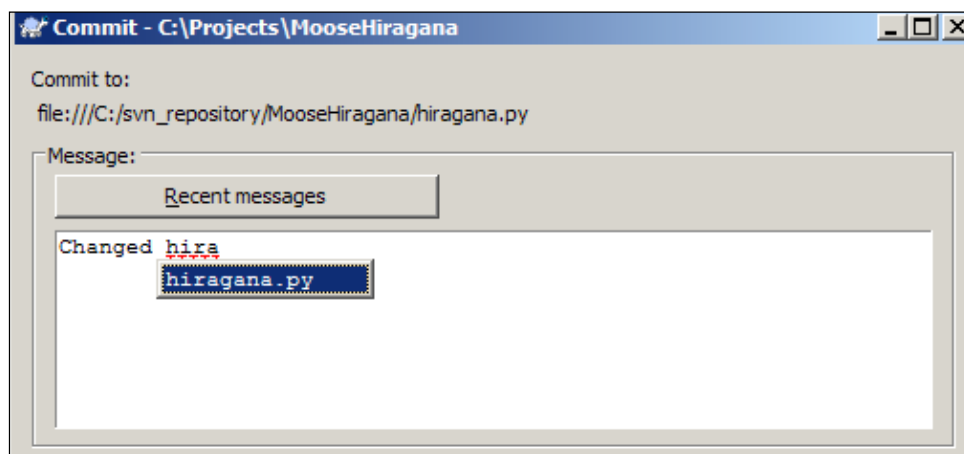 Commit - C:\Projects\MooseHiragana
Commit to:
file:///C:/svn_repository/MooseHiragana/hiragana.py
Message:
Recent messages
Changed hira
hiragana.py